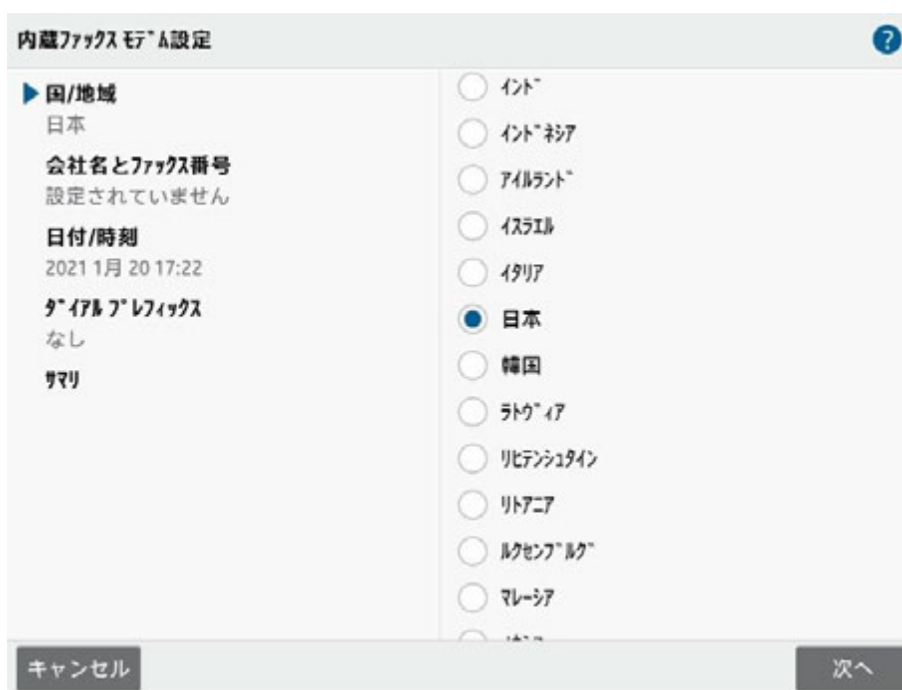 内蔵ﾌｧｯｸｽ ﾓﾃﾞﾑ設定
?
国/地域
日本
会社名とﾌｧｯｸｽ番号
設定されていません
日付/時刻
2021 1月 20 17:22
ﾀﾞｲｱﾙ ﾌﾟﾚﾌｨｯｸｽ
なし
ｻﾏﾘ
ｲﾝﾄﾞ
ｲﾝﾄﾞﾈｼｱ
ｱｲﾙﾗﾝﾄﾞ
ｲｽﾗｴﾙ
ｲﾀﾘｱ
日本
韓国
ﾗﾄｳﾞｨｱ
ﾘﾋﾃﾝｼｭﾀｲﾝ
ﾘﾄｱﾆｱ
ﾙｸｾﾝﾌﾞﾙｸﾞ
ﾏﾚｰｼｱ
キャンセル
次へ